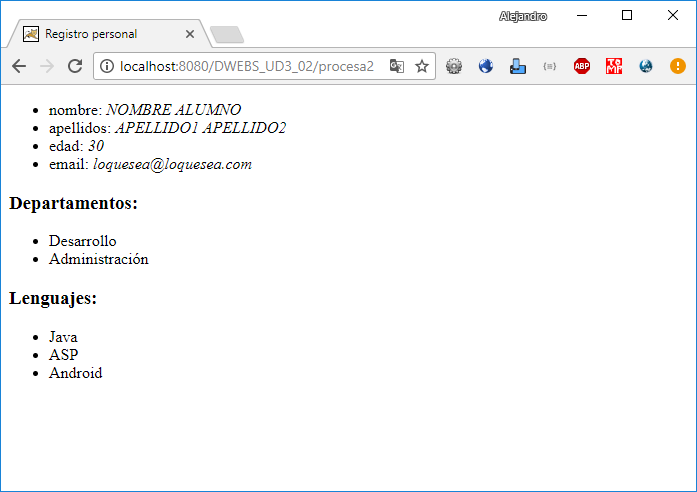 Alejandro
Registro personal
localhost:8080/DWEBS_UD3_02/procesa2
ABP
nombre: NOMBRE ALUMNO
apellidos: APELLIDO1 APELLIDO2
edad: 30
email: loquesea@loquesea.com
Departamentos:
Desarrollo
Administración
Lenguajes:
Java
ASP
Android